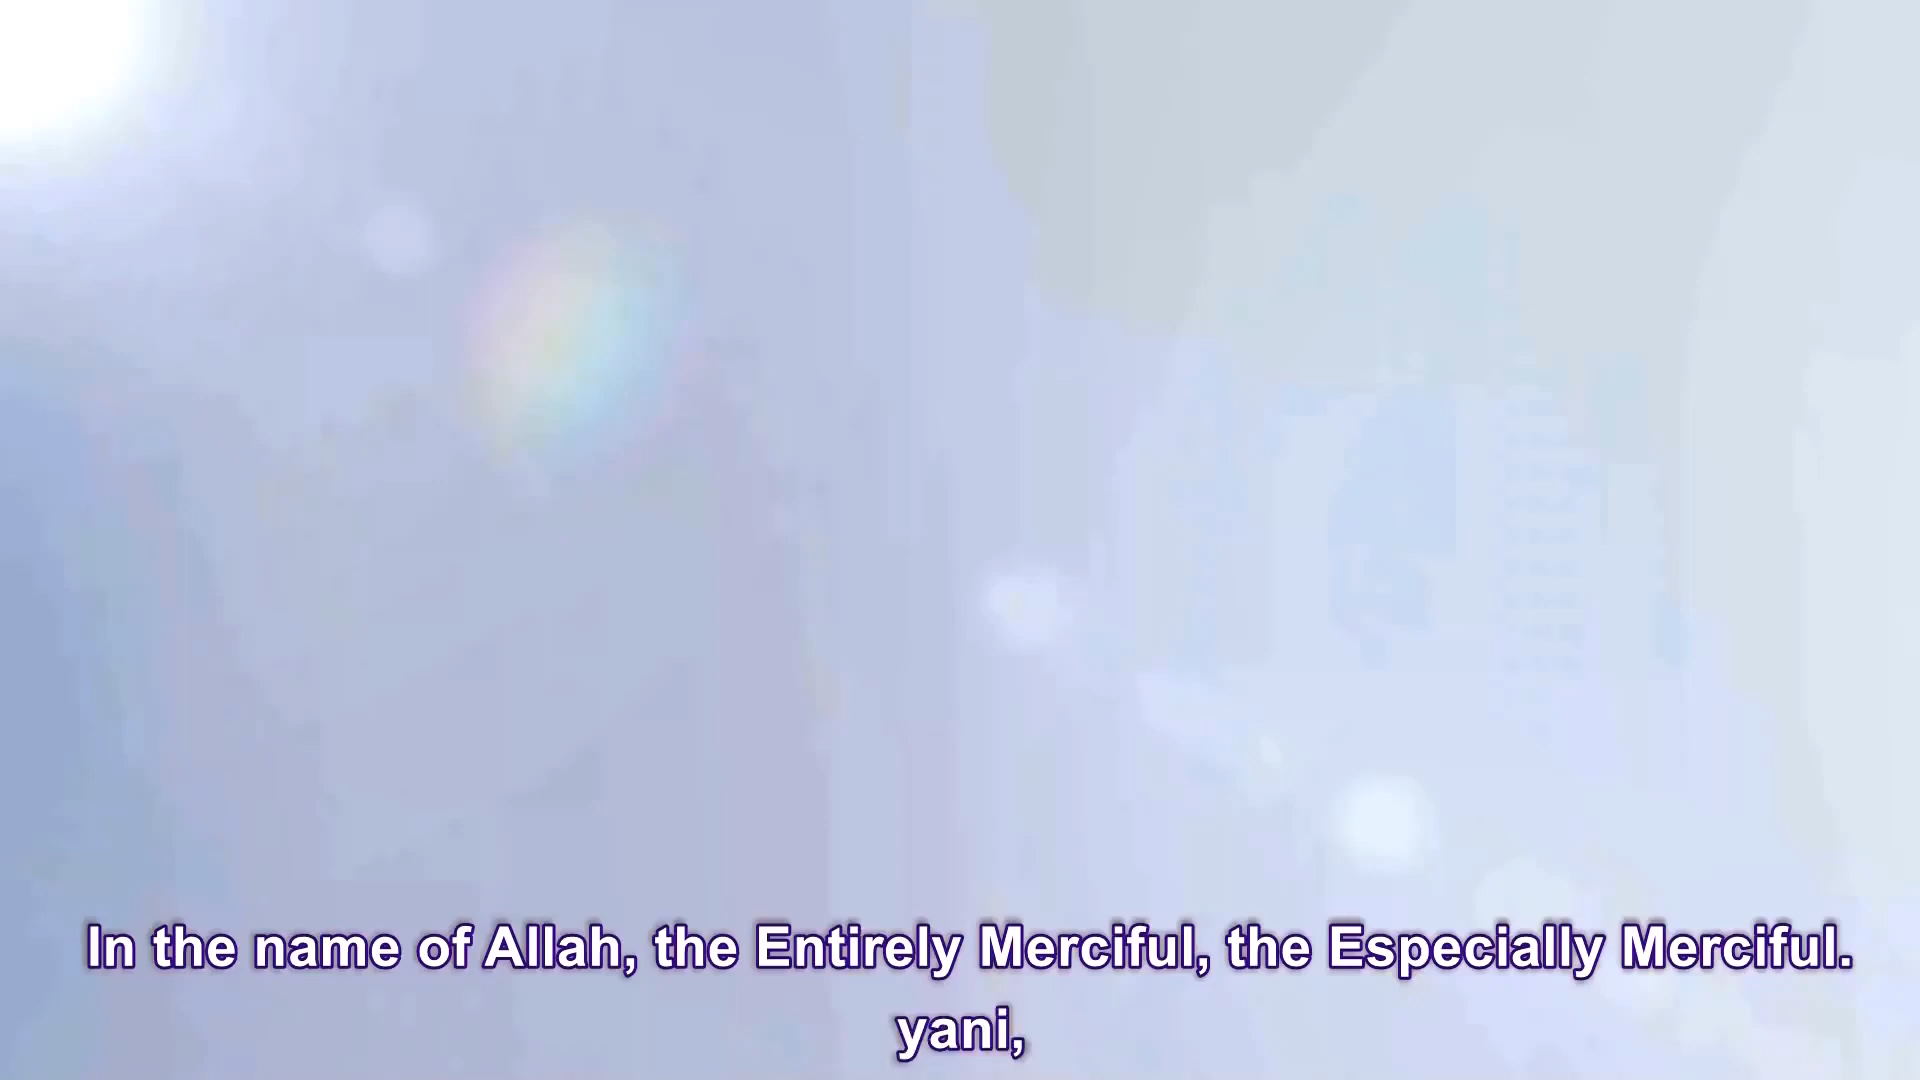 In the name of Allah, the Entirely Merciful, the Especially Merciful.
yani,